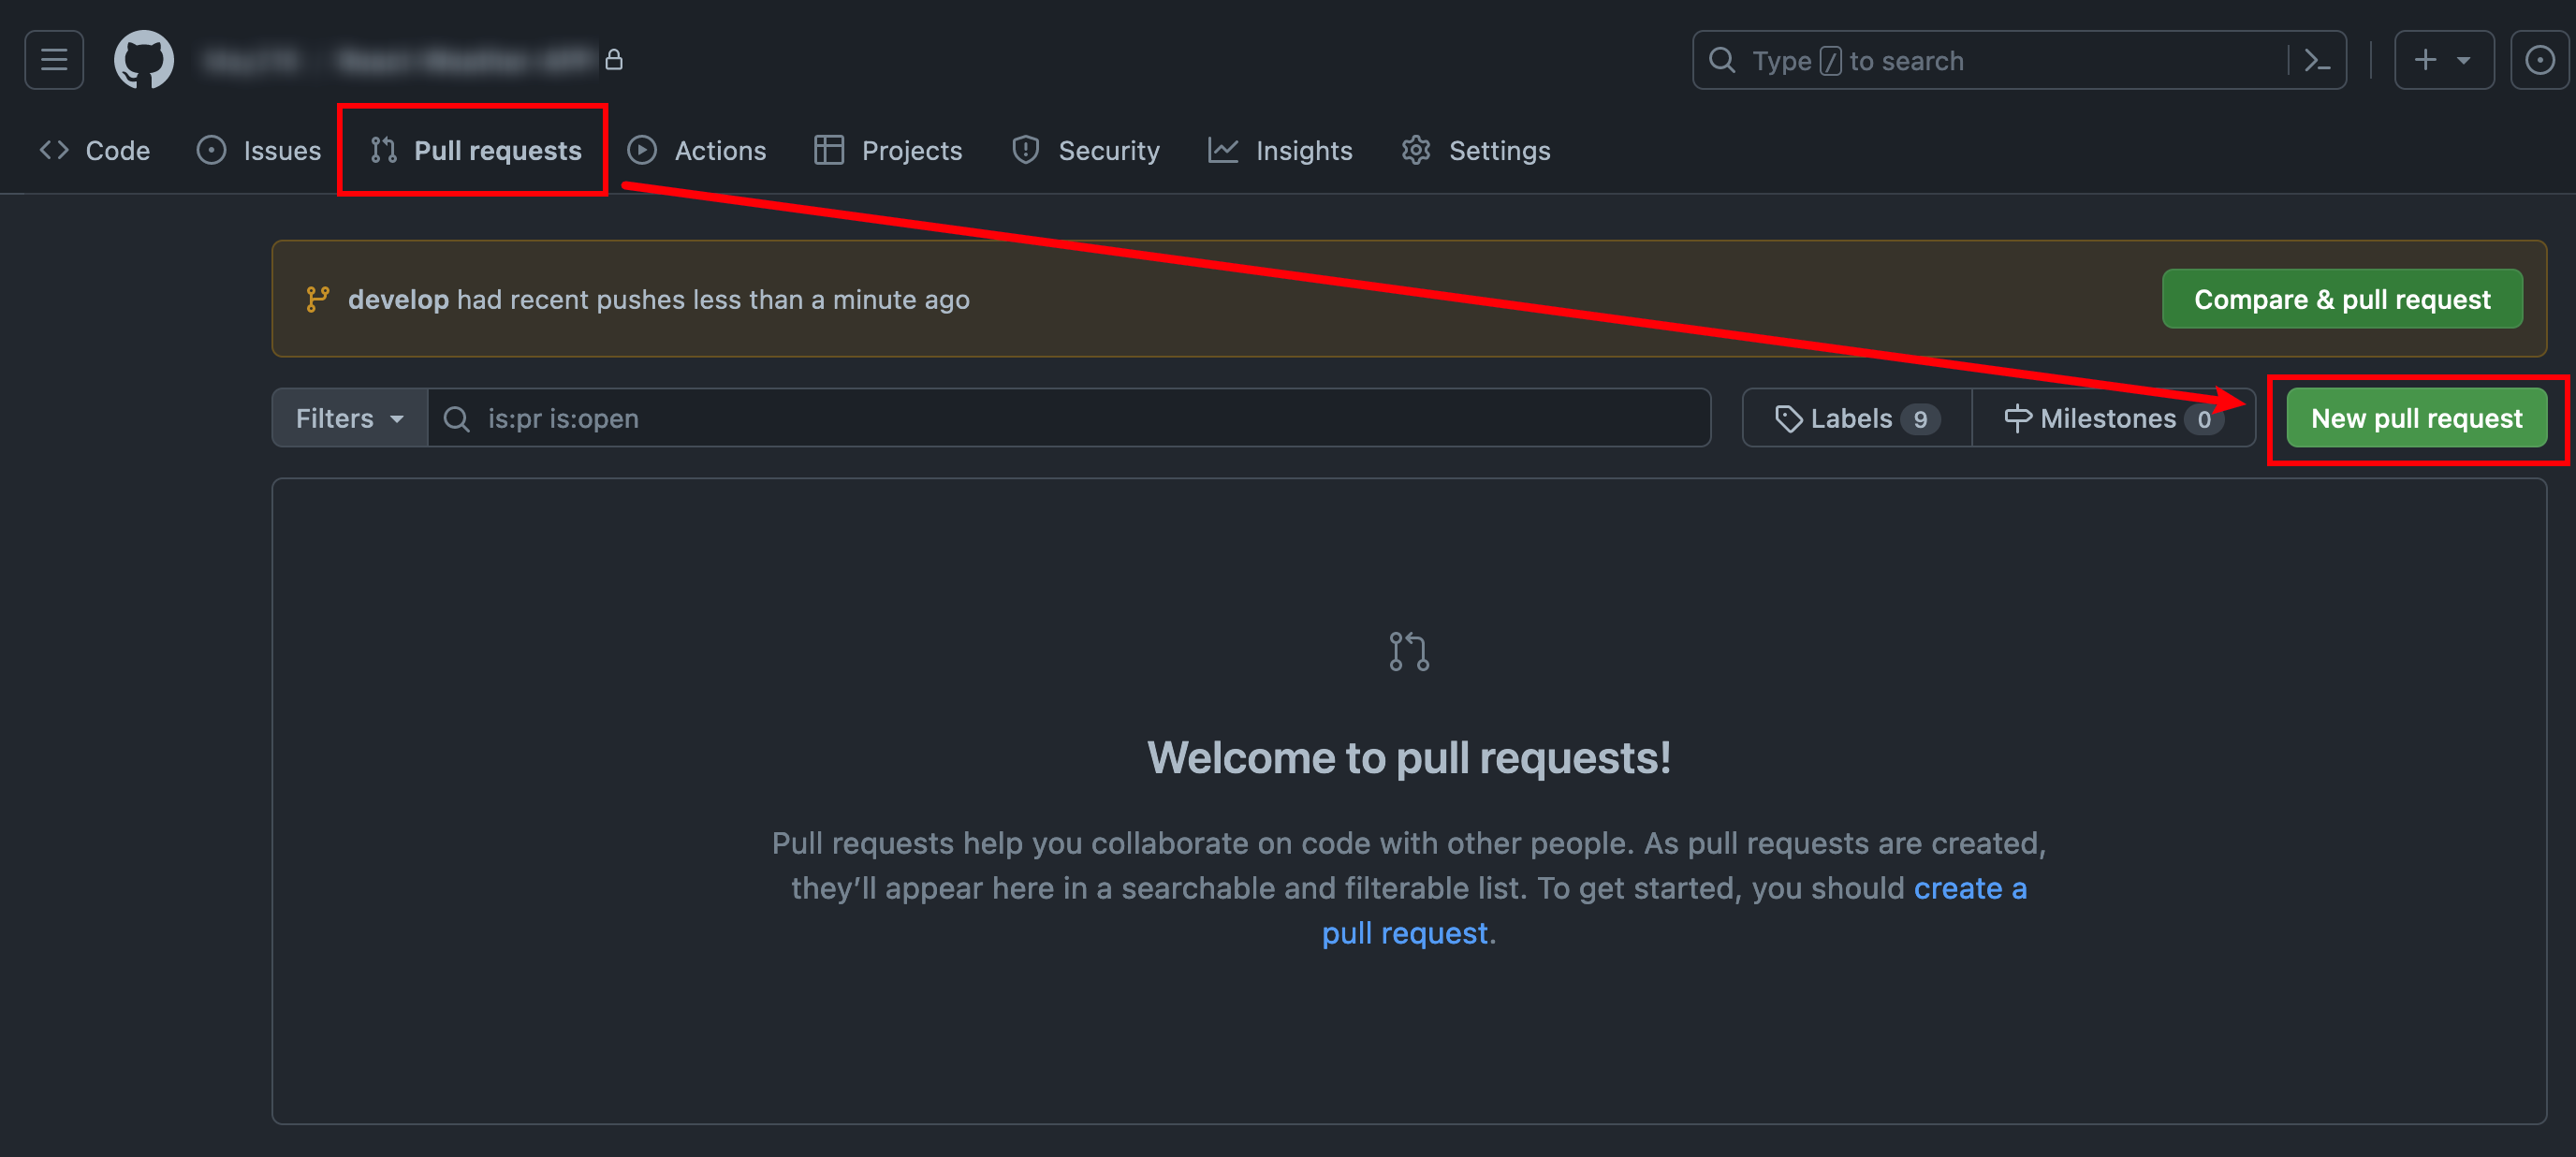 Type / to search
Code Issues Pull requests Actions Projects Security Insights Settings
develop had recent pushes less than a minute ago Compare & pull request
Filters is:pr is:open Labels 9 Milestones 0 New pull request
Welcome to pull requests!
Pull requests help you collaborate on code with other people. As pull requests are created,
they’ll appear here in a searchable and filterable list. To get started, you should create a
pull request.